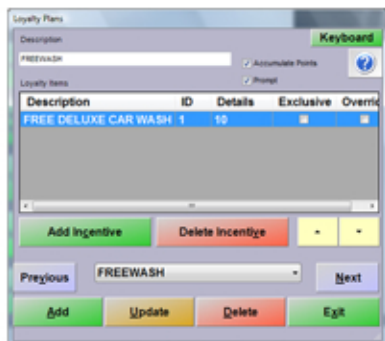 Loyalty Plans
Description
Keyboard
FREEWASH
Accumulate Points
?
Loyalty Items
Prompt
Description ID Details Exclusive Overric
FREE DELUXE CAR WASH 1 10
Add Incentive Delete Incentive
Previous FREEWASH Next
Add Update Delete Exit